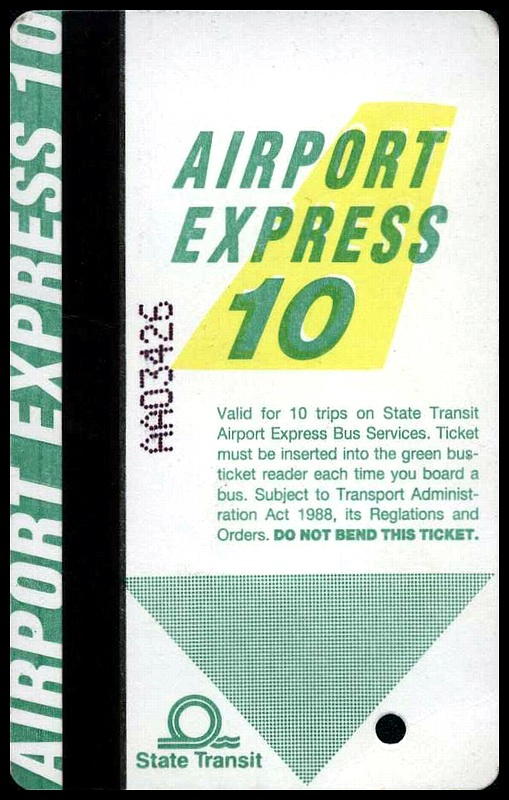 AIRPORT EXPRESS 10
AIRPORT
EXPRESS
10
AA03426
Valid for 10 trips on State Transit
Airport Express Bus Services. Ticket
must be inserted into the green bus-
ticket reader each time you board a
bus. Subject to Transport Administ-
ration Act 1988, its Reglations and
Orders. DO NOT BEND THIS TICKET.
State Transit